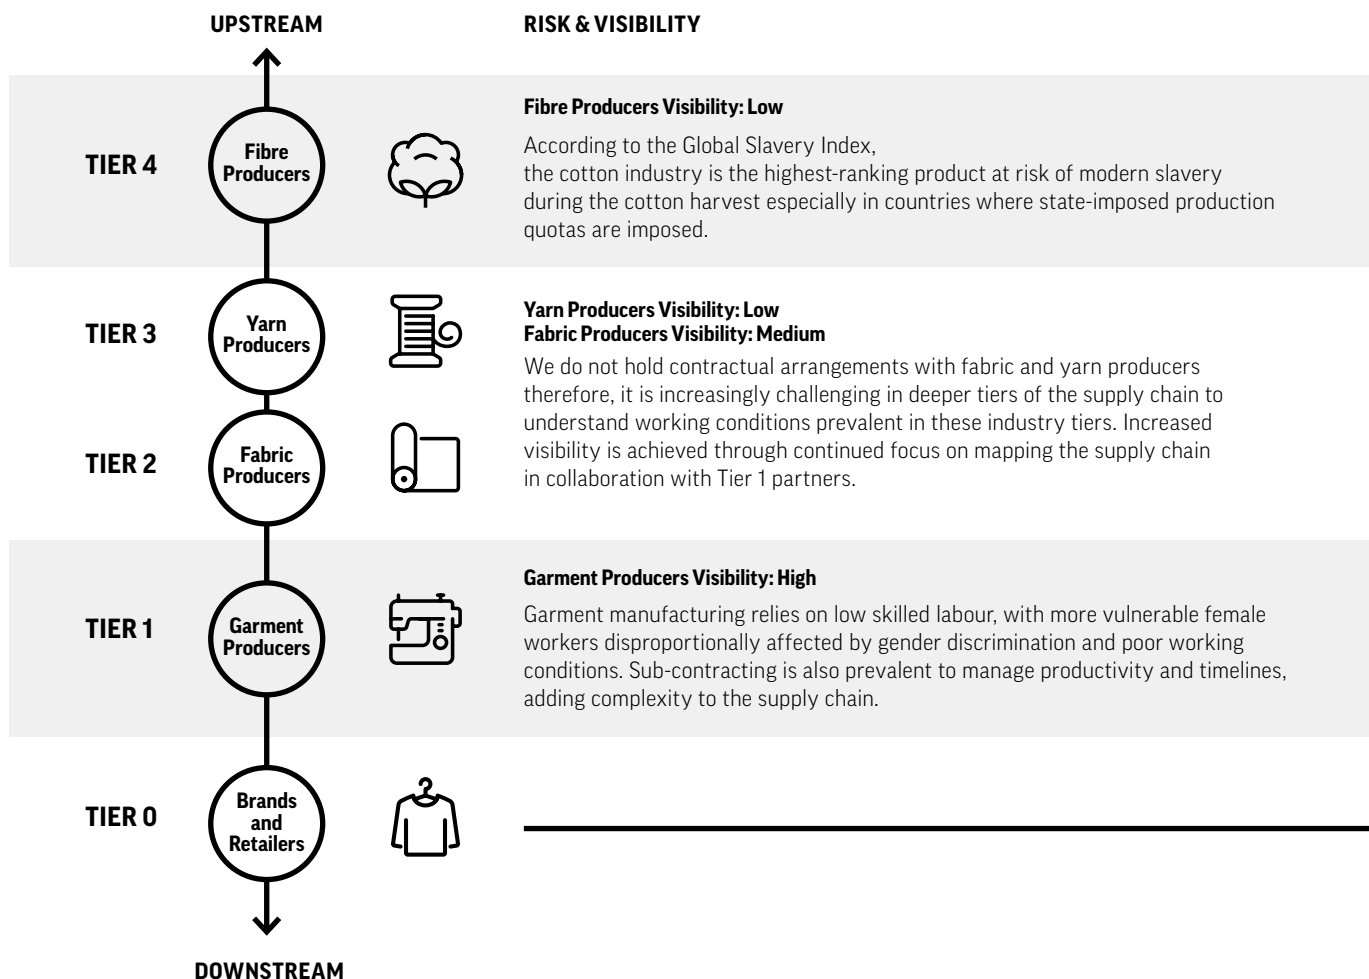 UPSTREAM
RISK & VISIBILITY
TIER 4
Fibre
Producers
Fibre Producers Visibility: Low
According to the Global Slavery Index,
the cotton industry is the highest-ranking product at risk of modern slavery
during the cotton harvest especially in countries where state-imposed production
quotas are imposed.
TIER 3
Yarn
Producers
Yarn Producers Visibility: Low
Fabric Producers Visibility: Medium
We do not hold contractual arrangements with fabric and yarn producers
therefore, it is increasingly challenging in deeper tiers of the supply chain to
understand working conditions prevalent in these industry tiers. Increased
visibility is achieved through continued focus on mapping the supply chain
in collaboration with Tier 1 partners.
TIER 2
Fabric
Producers
TIER 1
Garment
Producers
Garment Producers Visibility: High
Garment manufacturing relies on low skilled labour, with more vulnerable female
workers disproportionally affected by gender discrimination and poor working
conditions. Sub-contracting is also prevalent to manage productivity and timelines,
adding complexity to the supply chain.
TIER 0
Brands
and
Retailers
DOWNSTREAM